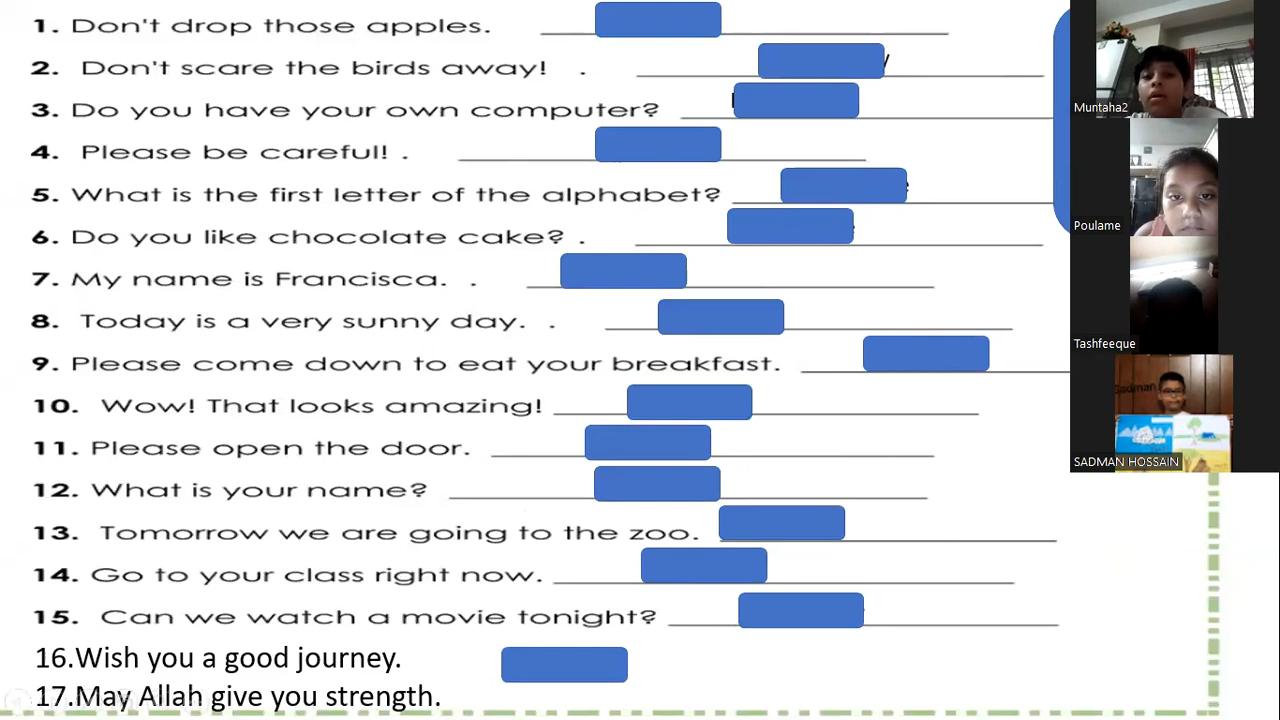 1. Don't drop those apples.
2. Don't scare the birds away! .
3. Do you have your own computer?
4. Please be careful! .
5. What is the first letter of the alphabet?
6. Do you like chocolate cake? .
7. My name is Francisca. .
8. Today is a very sunny day. .
9. Please come down to eat your breakfast.
10. Wow! That looks amazing!
11. Please open the door.
12. What is your name?
13. Tomorrow we are going to the zoo.
14. Go to your class right now.
15. Can we watch a movie tonight?
16.Wish you a good journey.
17.May Allah give you strength.
Muntaha2
Poulame
Tashfeeque
Sadman
SADMAN HOSSAIN